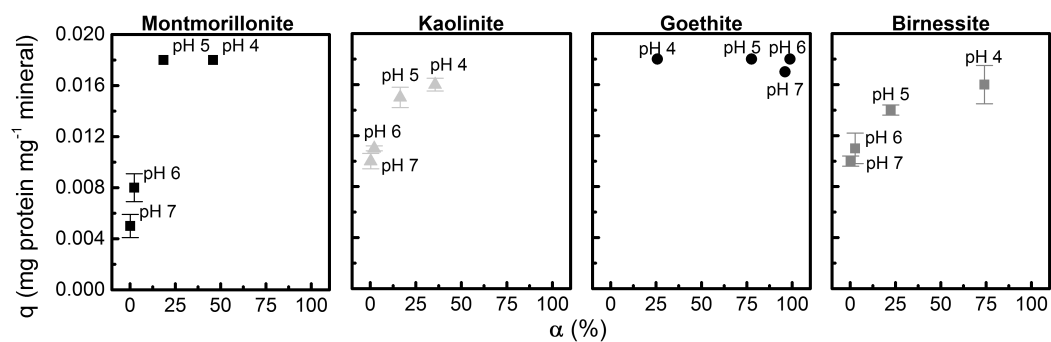 Montmorillonite
Kaolinite
Goethite
Birnessite
q (mg protein mg⁻¹ mineral)
0.020
0.016
0.012
0.008
0.004
0.000
pH 5 pH 4
pH 6
pH 7
pH 4
pH 5
pH 6
pH 7
pH 4 pH 5 pH 6
pH 7
pH 4
pH 5
pH 6
pH 7
0 25 50 75 100
0 25 50 75 100
0 25 50 75 100
0 25 50 75 100
α (%)